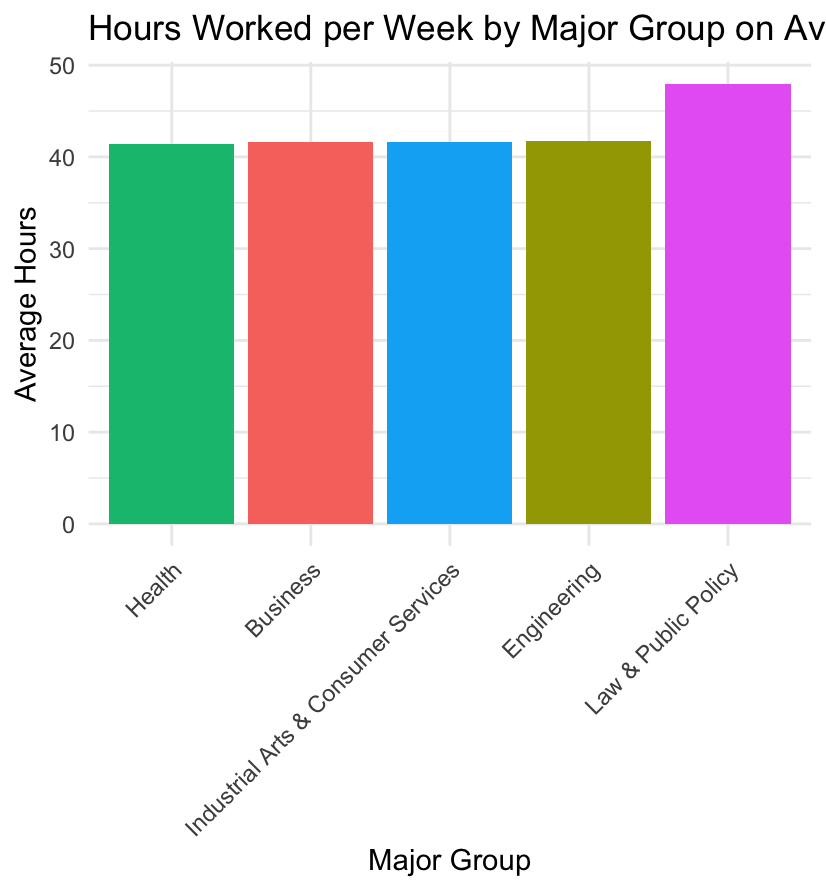 Hours Worked per Week by Major Group on Av
Average Hours
50
40
30
20
10
0
Health
Business
Industrial Arts & Consumer Services
Engineering
Law & Public Policy
Major Group